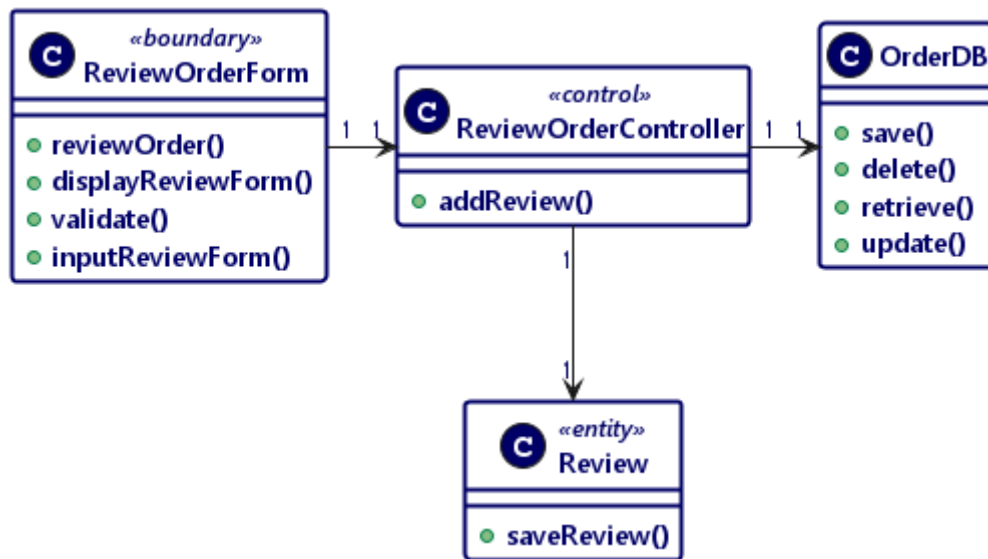 C
«boundary»
ReviewOrderForm
reviewOrder()
displayReviewForm()
validate()
inputReviewForm()
1 1
C
«control»
ReviewOrderController
addReview()
1 1
C
OrderDB
save()
delete()
retrieve()
update()
1
1
C
«entity»
Review
saveReview()